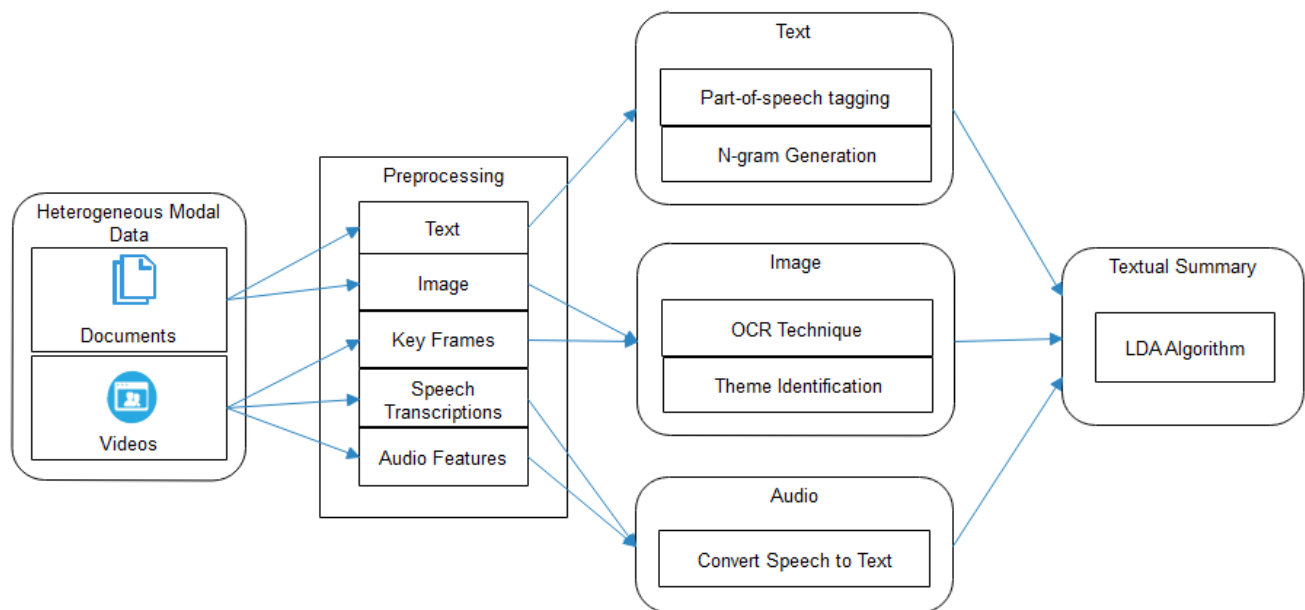 Heterogeneous Modal
Data
Documents
Videos
Preprocessing
Text
Image
Key Frames
Speech
Transcriptions
Audio Features
Text
Part-of-speech tagging
N-gram Generation
Image
OCR Technique
Theme Identification
Audio
Convert Speech to Text
Textual Summary
LDA Algorithm